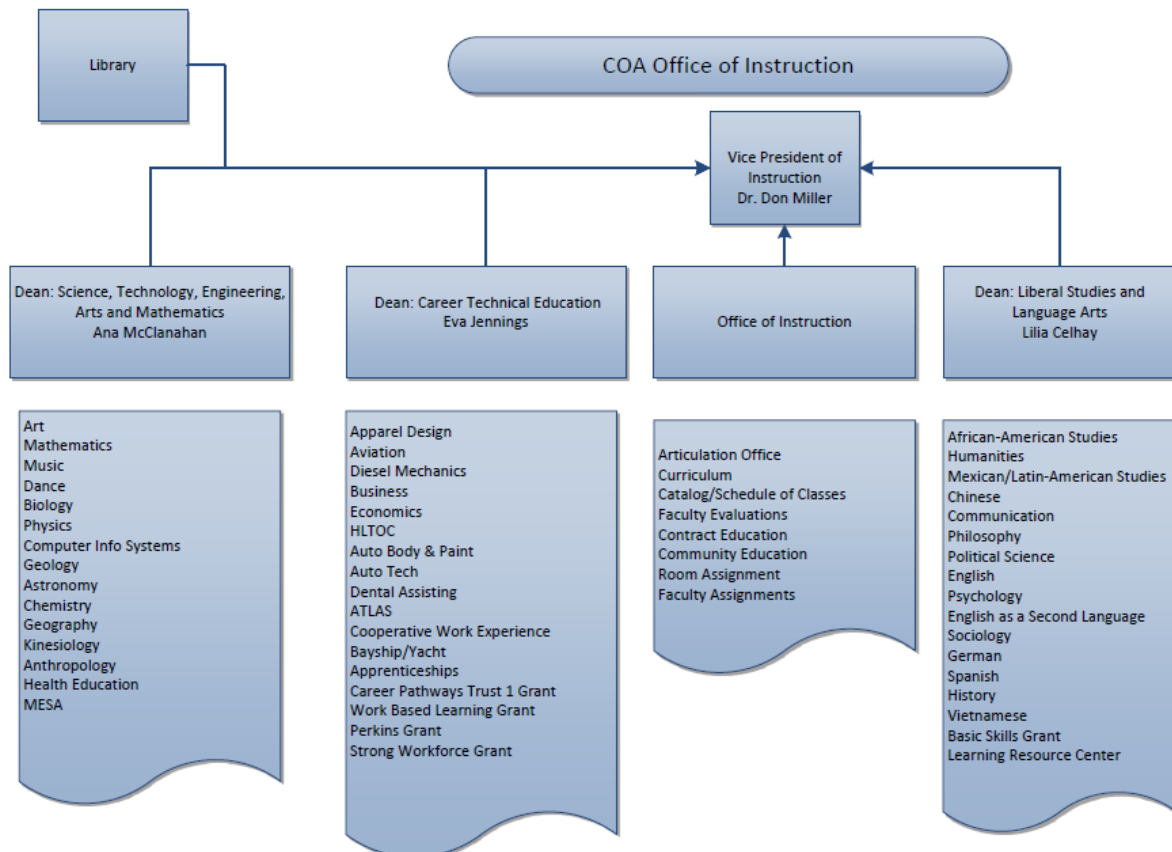 Library
COA Office of Instruction
Vice President of
Instruction
Dr. Don Miller
Dean: Science, Technology, Engineering,
Arts and Mathematics
Ana McClanahan
Dean: Career Technical Education
Eva Jennings
Office of Instruction
Dean: Liberal Studies and
Language Arts
Lilia Celhay
Art
Mathematics
Music
Dance
Biology
Physics
Computer Info Systems
Geology
Astronomy
Chemistry
Geography
Kinesiology
Anthropology
Health Education
MESA
Apparel Design
Aviation
Diesel Mechanics
Business
Economics
HLTOC
Auto Body & Paint
Auto Tech
Dental Assisting
ATLAS
Cooperative Work Experience
Bayship/Yacht
Apprenticeships
Career Pathways Trust 1 Grant
Work Based Learning Grant
Perkins Grant
Strong Workforce Grant
Articulation Office
Curriculum
Catalog/Schedule of Classes
Faculty Evaluations
Contract Education
Community Education
Room Assignment
Faculty Assignments
African-American Studies
Humanities
Mexican/Latin-American Studies
Chinese
Communication
Philosophy
Political Science
English
Psychology
English as a Second Language
Sociology
German
Spanish
History
Vietnamese
Basic Skills Grant
Learning Resource Center